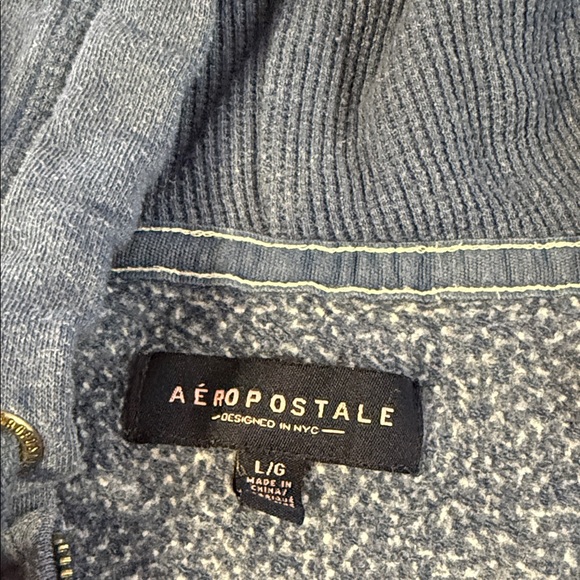 AÉROPOSTALE
DESIGNED IN NYC
L/G
MADE IN
CHINA/